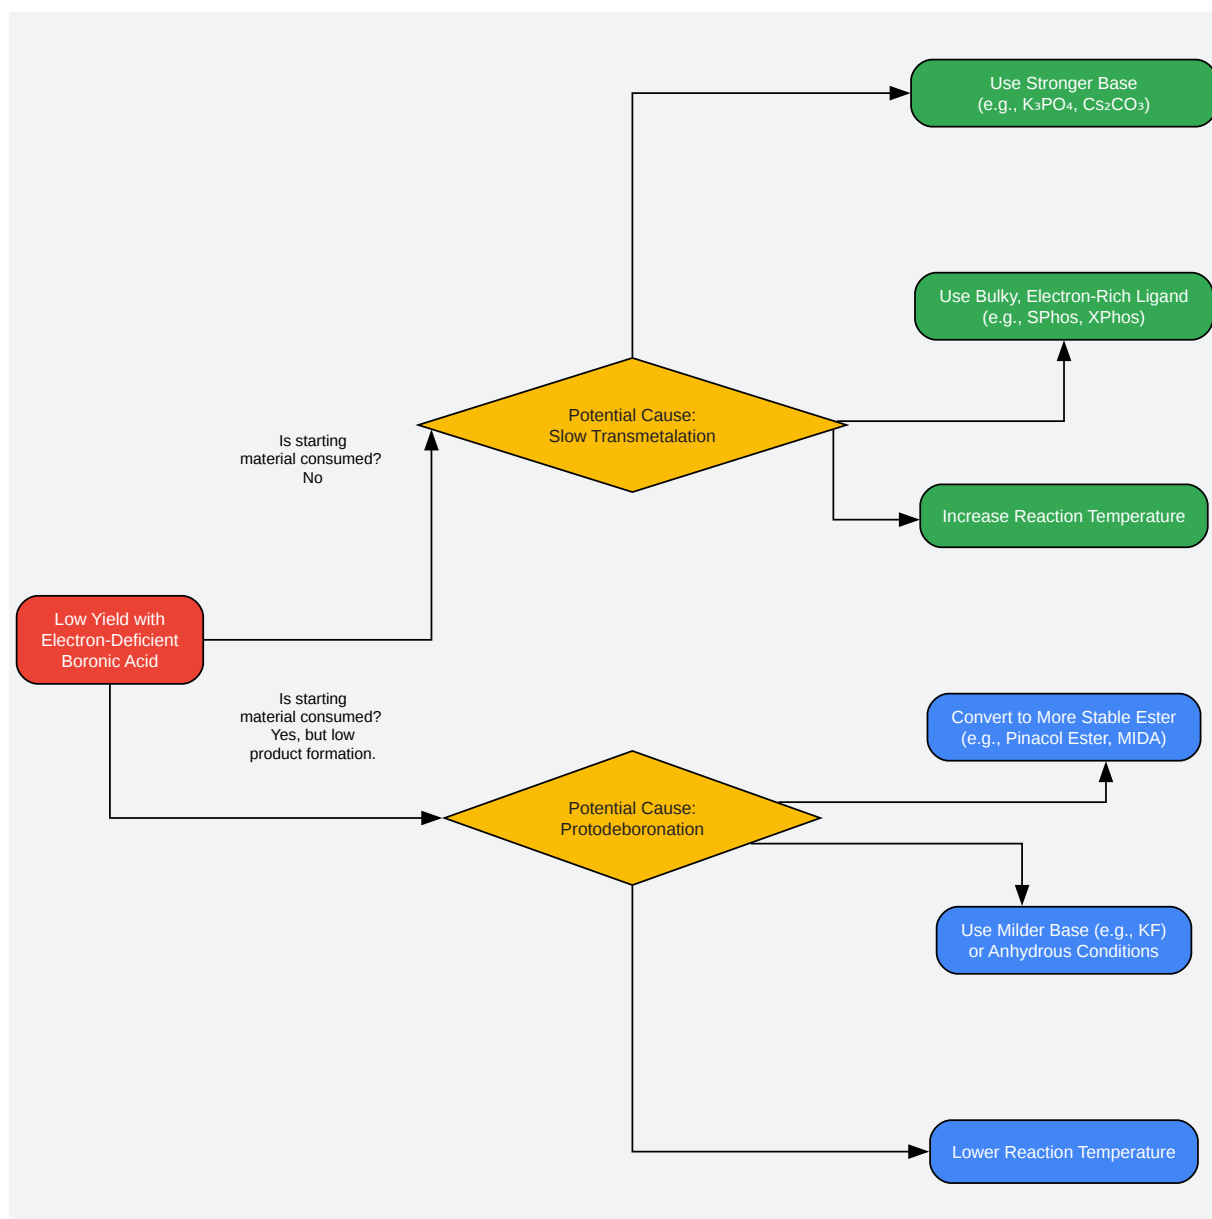 Use Stronger Base
(e.g., K₃PO₄, Cs₂CO₃)
Use Bulky, Electron-Rich Ligand
(e.g., SPhos, XPhos)
Potential Cause:
Slow Transmetalation
Is starting
material consumed?
No
Increase Reaction Temperature
Low Yield with
Electron-Deficient
Boronic Acid
Is starting
material consumed?
Yes, but low
product formation.
Convert to More Stable Ester
(e.g., Pinacol Ester, MIDA)
Potential Cause:
Protodeboronation
Use Milder Base (e.g., KF)
or Anhydrous Conditions
Lower Reaction Temperature